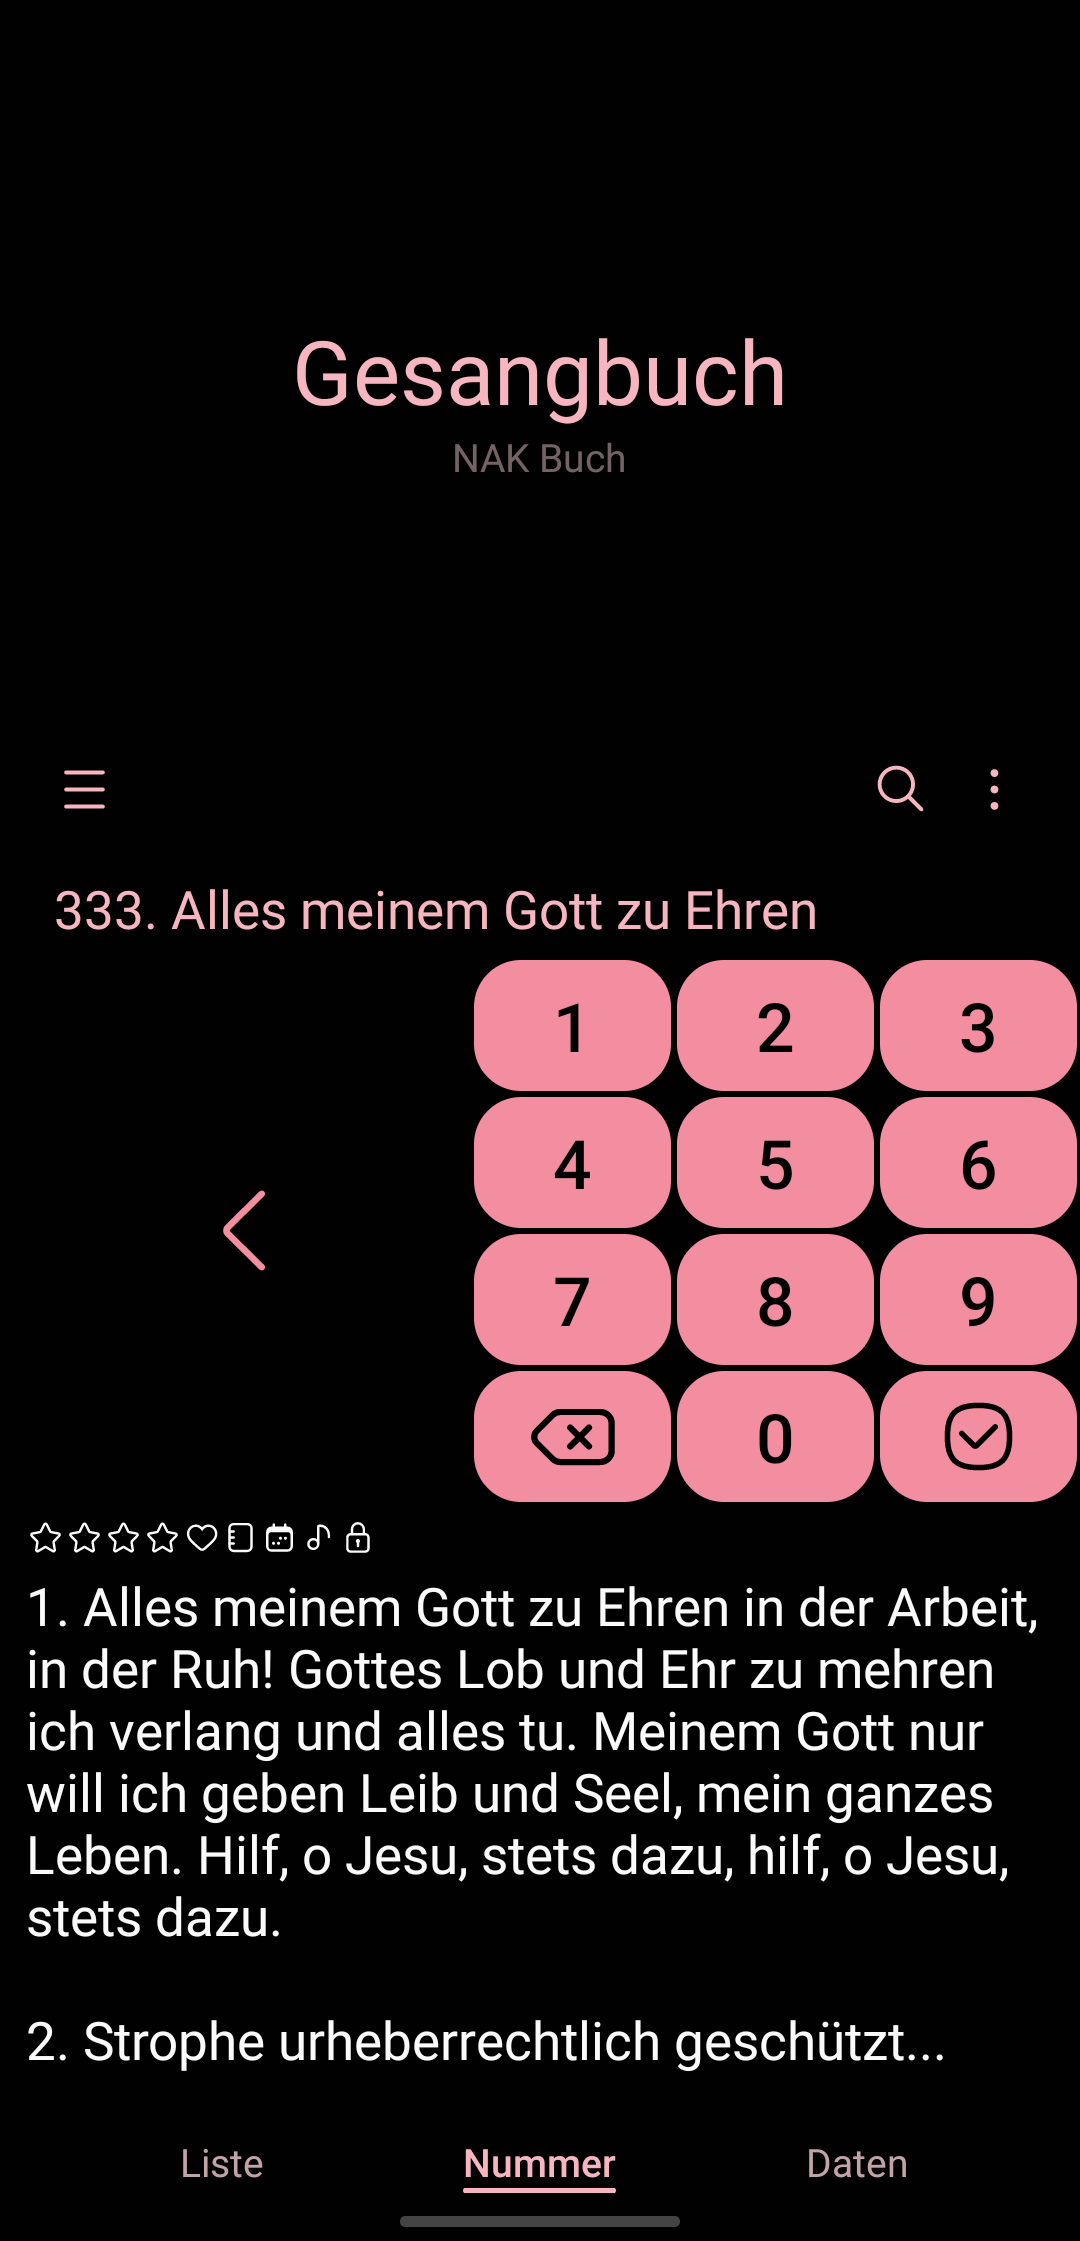 Gesangbuch
NAK Buch
333. Alles meinem Gott zu Ehren
1 2 3
4 5 6
7 8 9
0
1. Alles meinem Gott zu Ehren in der Arbeit,
in der Ruh! Gottes Lob und Ehr zu mehren
ich verlang und alles tu. Meinem Gott nur
will ich geben Leib und Seel, mein ganzes
Leben. Hilf, o Jesu, stets dazu, hilf, o Jesu,
stets dazu.
2. Strophe urheberrechtlich geschützt...
Liste Nummer Daten